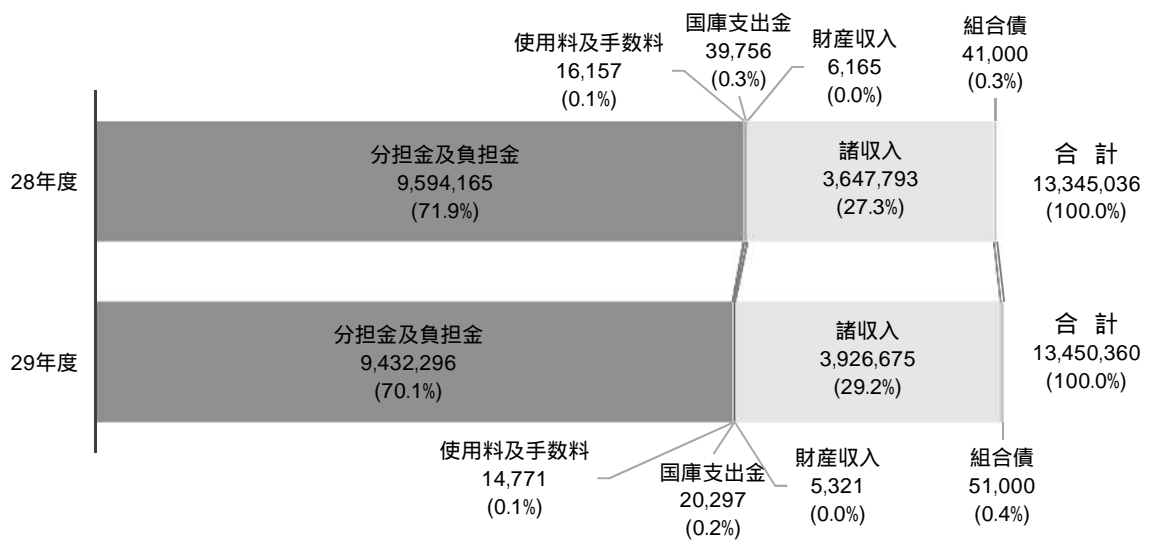 使用料及手数料
16,157
(0.1%)
国庫支出金
39,756
(0.3%)
財産収入
6,165
(0.0%)
組合債
41,000
(0.3%)
28年度
分担金及負担金
9,594,165
(71.9%)
諸収入
3,647,793
(27.3%)
合 計
13,345,036
(100.0%)
29年度
分担金及負担金
9,432,296
(70.1%)
諸収入
3,926,675
(29.2%)
合 計
13,450,360
(100.0%)
使用料及手数料
14,771
(0.1%)
国庫支出金
20,297
(0.2%)
財産収入
5,321
(0.0%)
組合債
51,000
(0.4%)